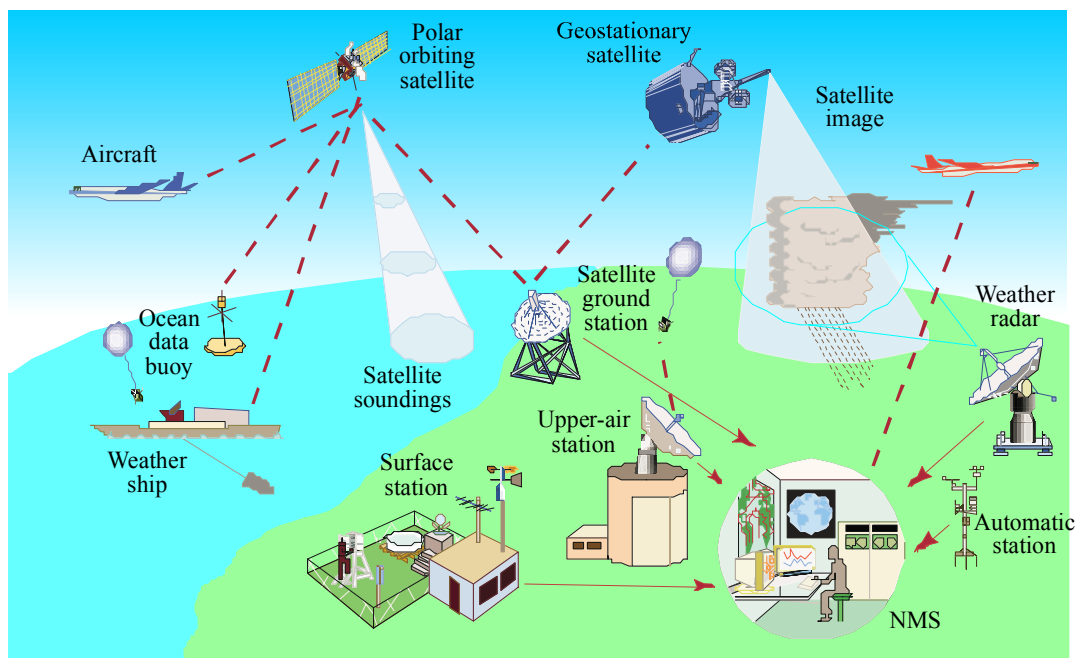 Polar
orbiting
satellite
Geostationary
satellite
Satellite
image
Aircraft
Satellite
ground
station
Weather
radar
Ocean
data
buoy
Satellite
soundings
Upper-air
station
Weather
ship
Surface
station
Automatic
station
NMS